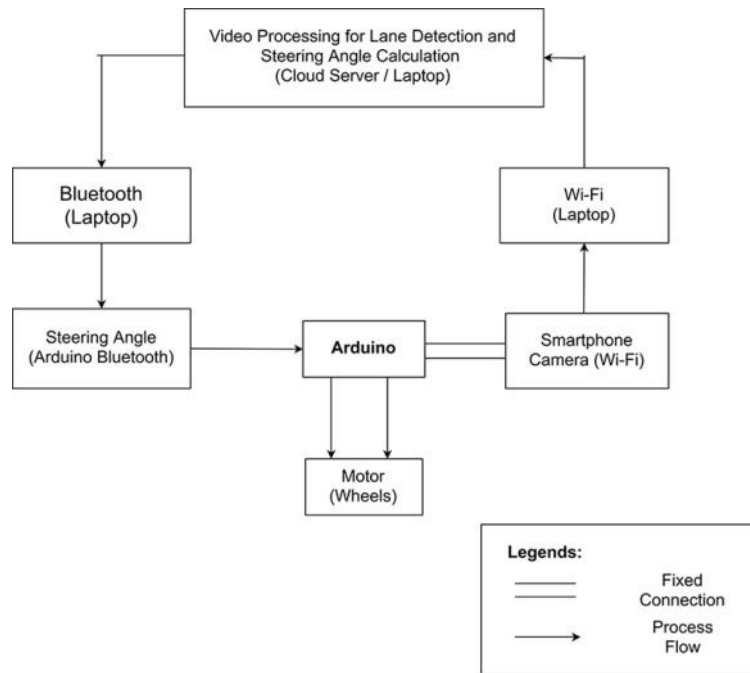 Video Processing for Lane Detection and
Steering Angle Calculation
(Cloud Server / Laptop)
Bluetooth
(Laptop)
Wi-Fi
(Laptop)
Steering Angle
(Arduino Bluetooth)
Arduino
Smartphone
Camera (Wi-Fi)
Motor
(Wheels)
Legends:
Fixed
Connection
Process
Flow